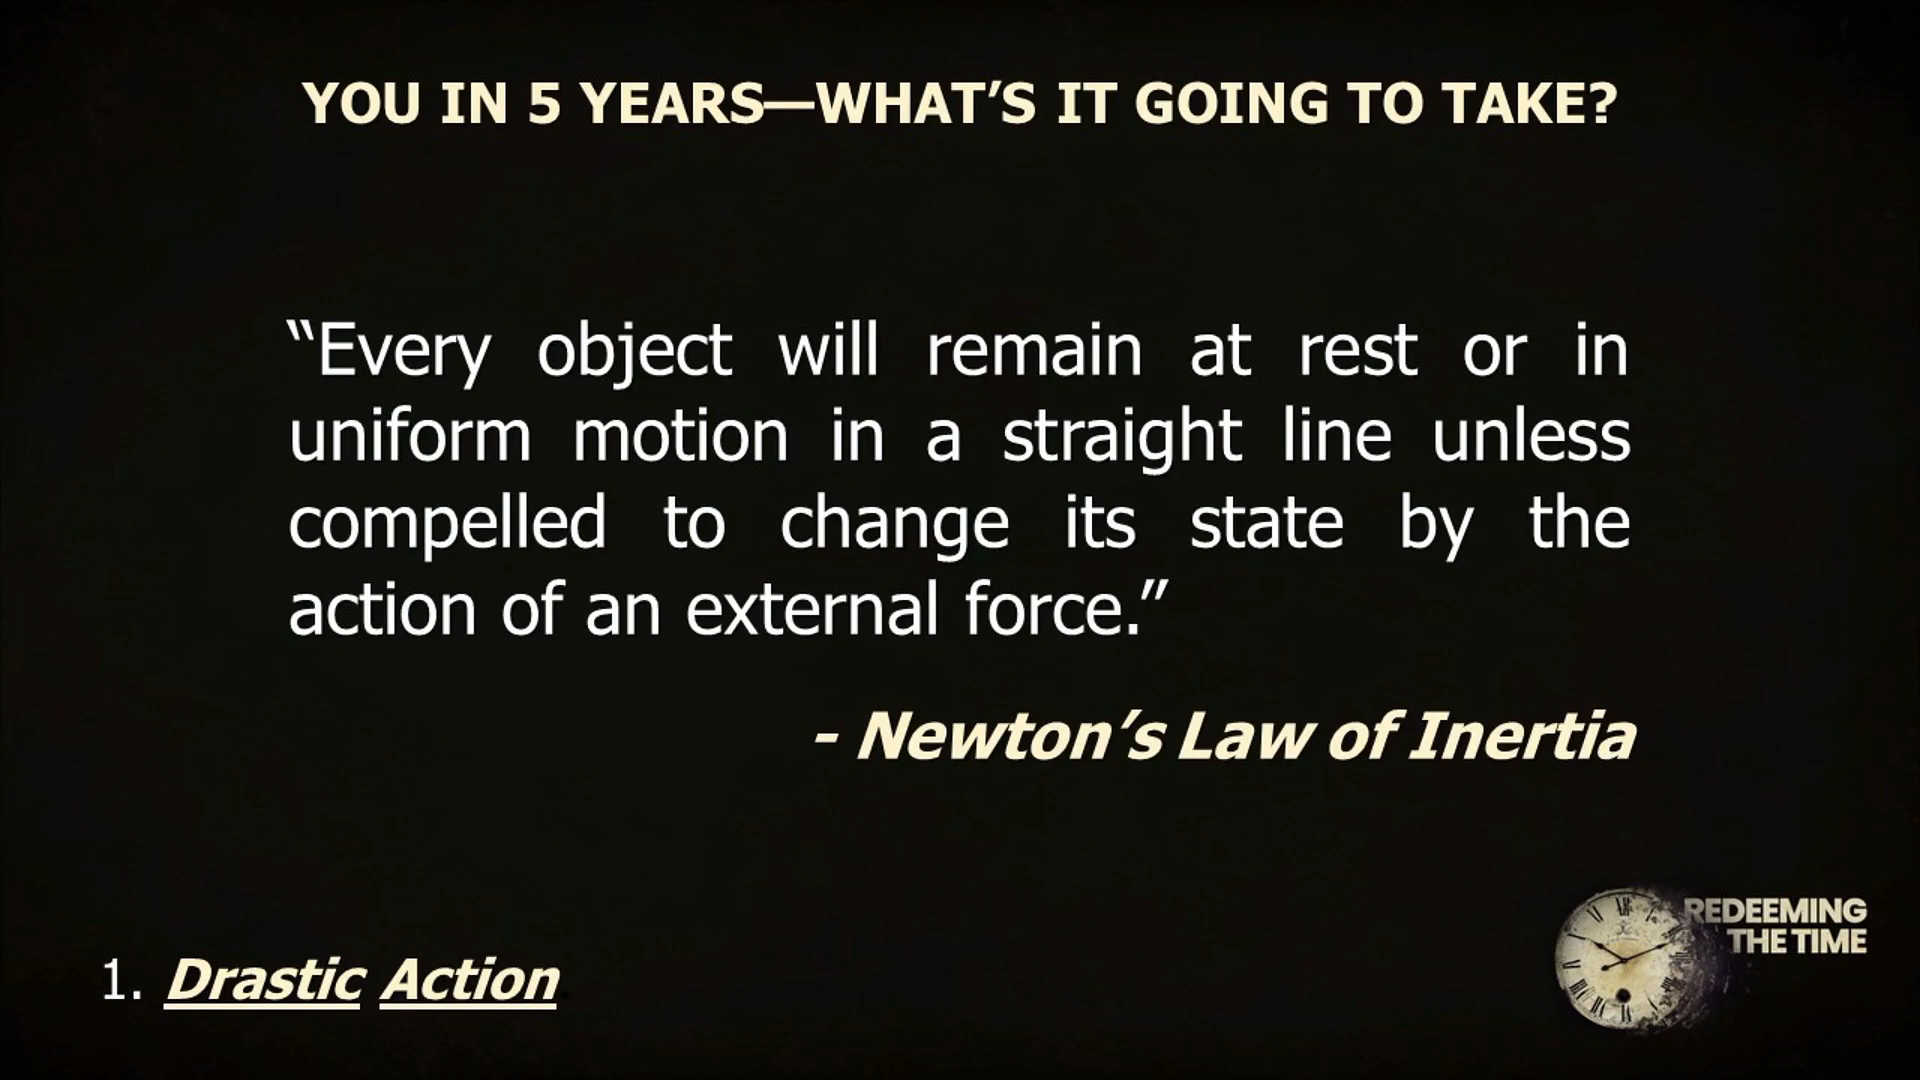 YOU IN 5 YEARS—WHAT’S IT GOING TO TAKE?
“Every object will remain at rest or in
uniform motion in a straight line unless
compelled to change its state by the
action of an external force.”
- Newton’s Law of Inertia
REDEEMING
THE TIME
1. Drastic Action.